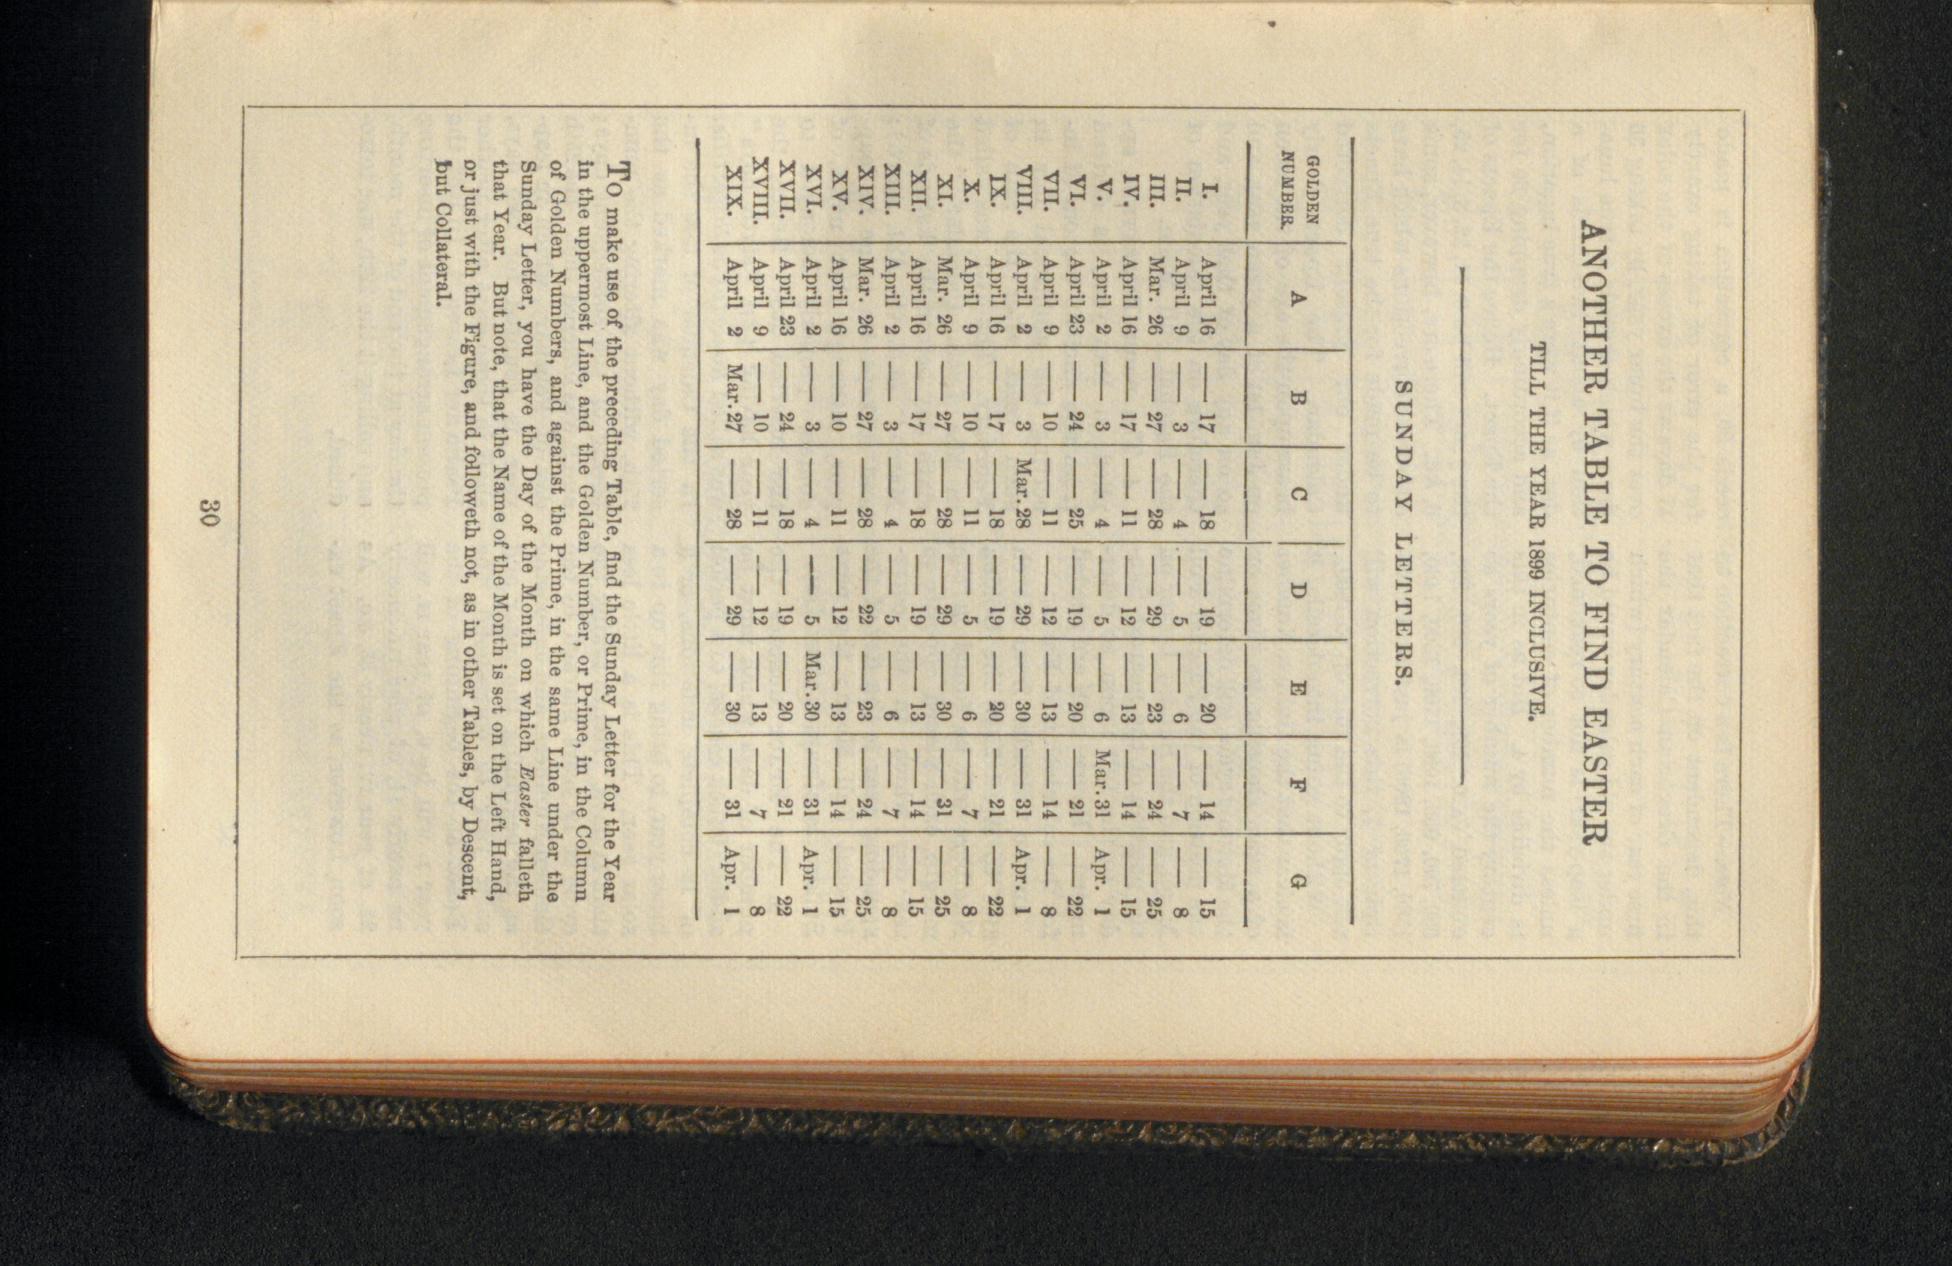 ANOTHER TABLE TO FIND EASTER
TILL THE YEAR 1899 INCLUSIVE.
SUNDAY LETTERS.
GOLDEN NUMBER. A B C D E F G
I. April 16 — 17 — 18 — 19 — 20 — 14 — 15
II. April 9 — 3 — 4 — 5 — 6 — 7 — 8
III. Mar. 26 — 27 — 28 — 29 — 23 — 24 — 25
IV. April 16 — 17 — 11 — 12 — 13 — 14 — 15
V. April 2 — 3 — 4 — 5 — 6 Mar. 31 Apr. 1
VI. April 23 — 24 — 25 — 19 — 20 — 21 — 22
VII. April 9 — 10 — 11 — 12 — 13 — 14 — 8
VIII. April 2 — 3 Mar. 28 — 29 — 30 — 31 Apr. 1
IX. April 16 — 17 — 18 — 19 — 20 — 21 — 22
X. April 9 — 10 — 11 — 5 — 6 — 7 — 8
XI. Mar. 26 — 27 — 28 — 29 — 30 — 31 — 25
XII. April 16 — 17 — 18 — 19 — 13 — 14 — 15
XIII. April 2 — 3 — 4 — 5 — 6 — 7 — 8
XIV. Mar. 26 — 27 — 28 — 22 — 23 — 24 — 25
XV. April 16 — 10 — 11 — 12 — 13 — 14 — 15
XVI. April 2 — 3 — 4 — 5 Mar. 30 — 31 Apr. 1
XVII. April 23 — 24 — 18 — 19 — 20 — 21 — 22
XVIII. April 9 — 10 — 11 — 12 — 13 — 7 — 8
XIX. April 2 Mar. 27 — 28 — 29 — 30 — 31 Apr. 1
To make use of the preceding Table, find the Sunday Letter for the Year
in the uppermost Line, and the Golden Number, or Prime, in the Column
of Golden Numbers, and against the Prime, in the same Line under the
Sunday Letter, you have the Day of the Month on which Easter falleth
that Year. But note, that the Name of the Month is set on the Left Hand,
or just with the Figure, and followeth not, as in other Tables, by Descent,
but Collateral.
30